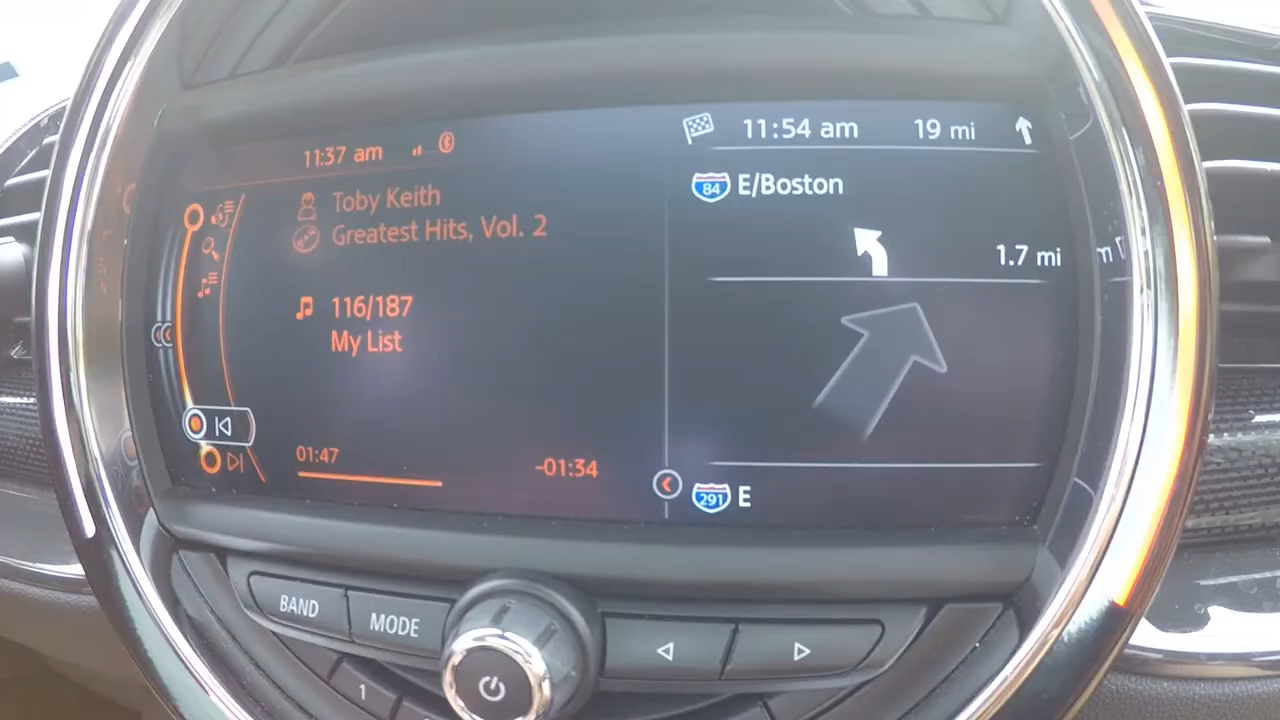 11:37 am
Toby Keith
Greatest Hits, Vol. 2
116/187
My List
01:47
-01:34
11:54 am 19 mi
84 E/Boston
1.7 mi
291 E
BAND
MODE
1